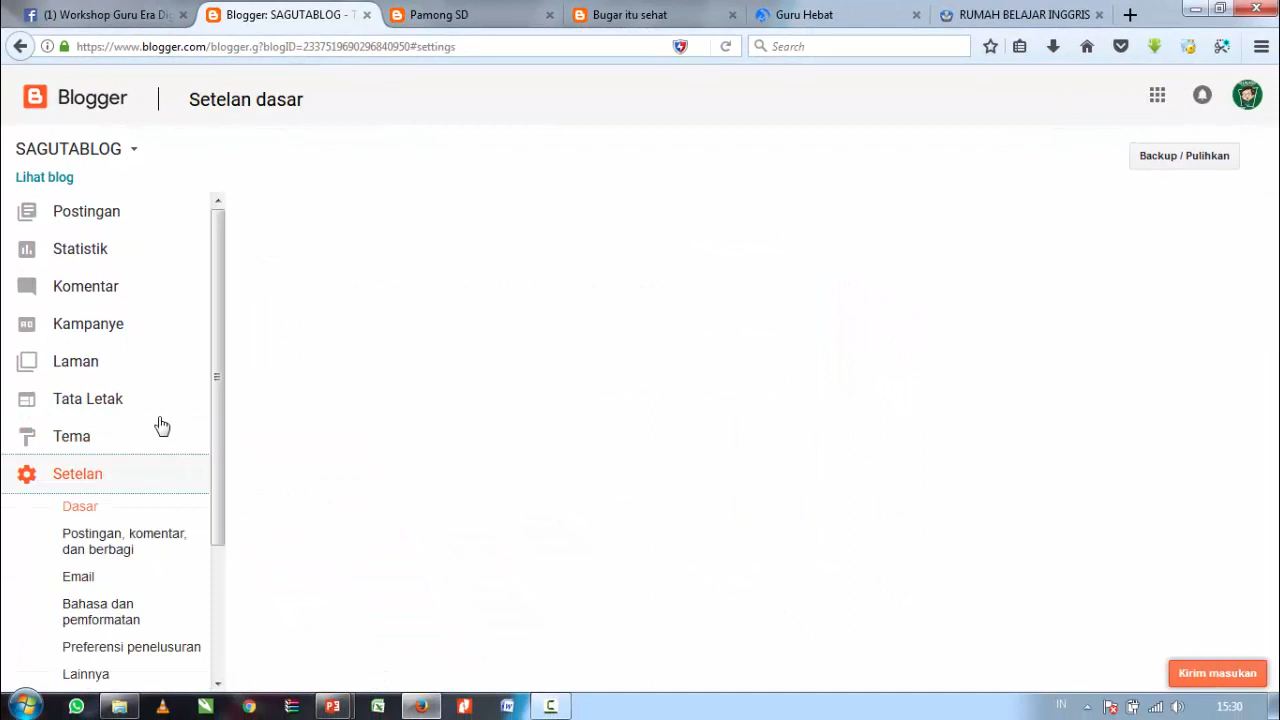 (1) Workshop Guru Era Dig
Blogger: SAGUTABLOG - T
Pamong SD
Bugar itu sehat
Guru Hebat
RUMAH BELAJAR INGGRIS
https://www.blogger.com/blogger.g?blogID=2337519690296840950#settings
Search
Blogger
Setelan dasar
SAGUTABLOG
Backup / Pulihkan
Lihat blog
Postingan
Statistik
Komentar
Kampanye
Laman
Tata Letak
Tema
Setelan
Dasar
Postingan, komentar,
dan berbagi
Email
Bahasa dan
pemformatan
Preferensi penelusuran
Lainnya
Kirim masukan
IN
15:30